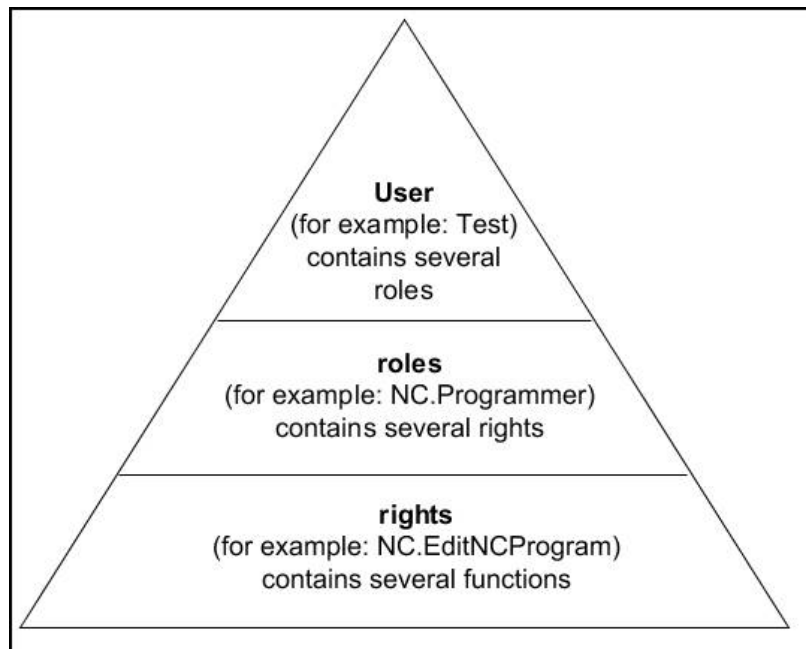 User
(for example: Test)
contains several
roles
roles
(for example: NC.Programmer)
contains several rights
rights
(for example: NC.EditNCProgram)
contains several functions